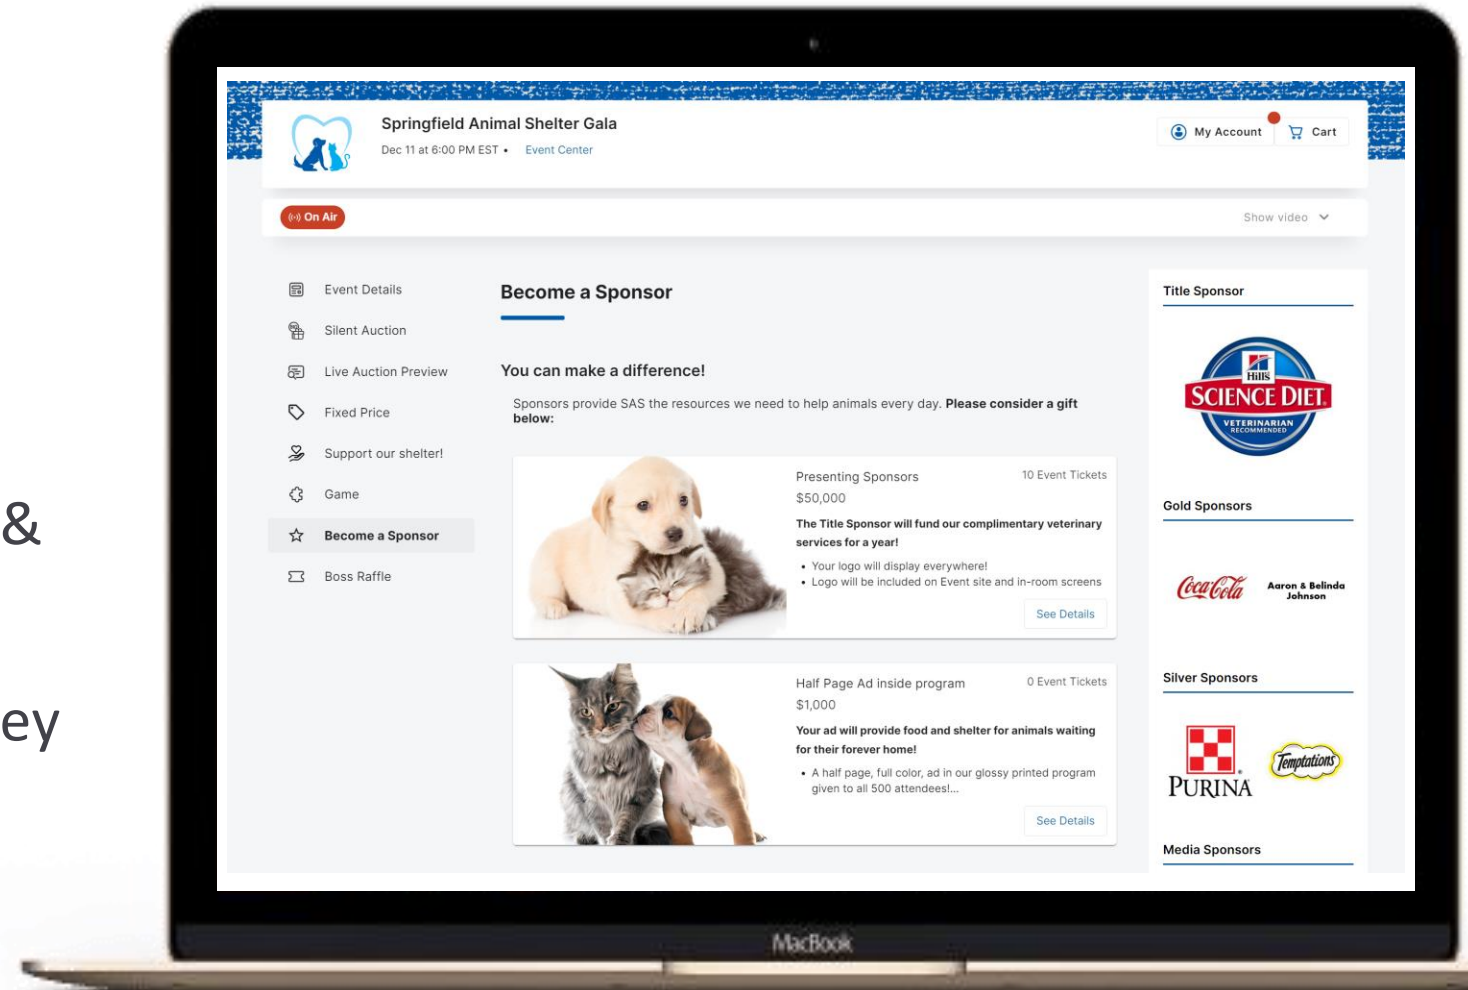 &
ey
Springfield Animal Shelter Gala
Dec 11 at 6:00 PM EST • Event Center
My Account
Cart
On Air
Show video
Event Details
Silent Auction
Live Auction Preview
Fixed Price
Support our shelter!
Game
Become a Sponsor
Boss Raffle
Become a Sponsor
You can make a difference!
Sponsors provide SAS the resources we need to help animals every day. Please consider a gift
below:
Presenting Sponsors
10 Event Tickets
$50,000
The Title Sponsor will fund our complimentary veterinary
services for a year!
• Your logo will display everywhere!
• Logo will be included on Event site and in-room screens
See Details
Half Page Ad inside program
0 Event Tickets
$1,000
Your ad will provide food and shelter for animals waiting
for their forever home!
• A half page, full color, ad in our glossy printed program
given to all 500 attendees!...
See Details
Title Sponsor
Hill's
SCIENCE DIET
VETERINARIAN
RECOMMENDED
Gold Sponsors
Coca-Cola
Aaron & Belinda
Johnson
Silver Sponsors
PURINA
Temptations
Media Sponsors
MacBook